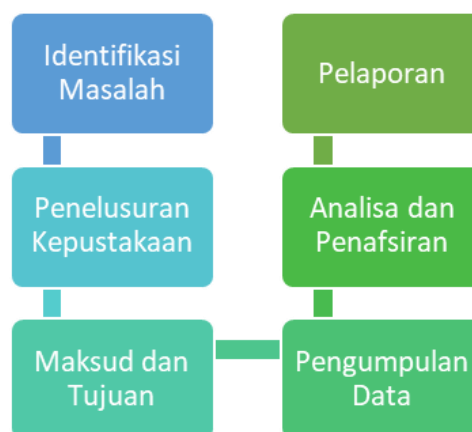 Identifikasi
Masalah
Penelusuran
Kepustakaan
Maksud dan
Tujuan
Pengumpulan
Data
Analisa dan
Penafsiran
Pelaporan